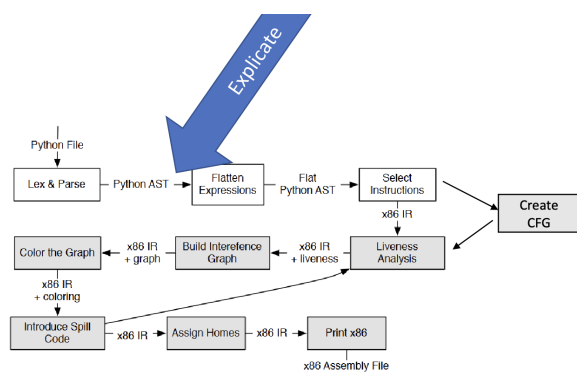 Explicate
Python File
Lex & Parse
Python AST
Flatten
Expressions
Flat
Python AST
Select
Instructions
Create
CFG
x86 IR
Color the Graph
x86 IR
+ graph
Build Interefence
Graph
x86 IR
+ liveness
Liveness
Analysis
x86 IR
+ coloring
Introduce Spill
Code
x86 IR
Assign Homes
x86 IR
Print x86
x86 Assembly File